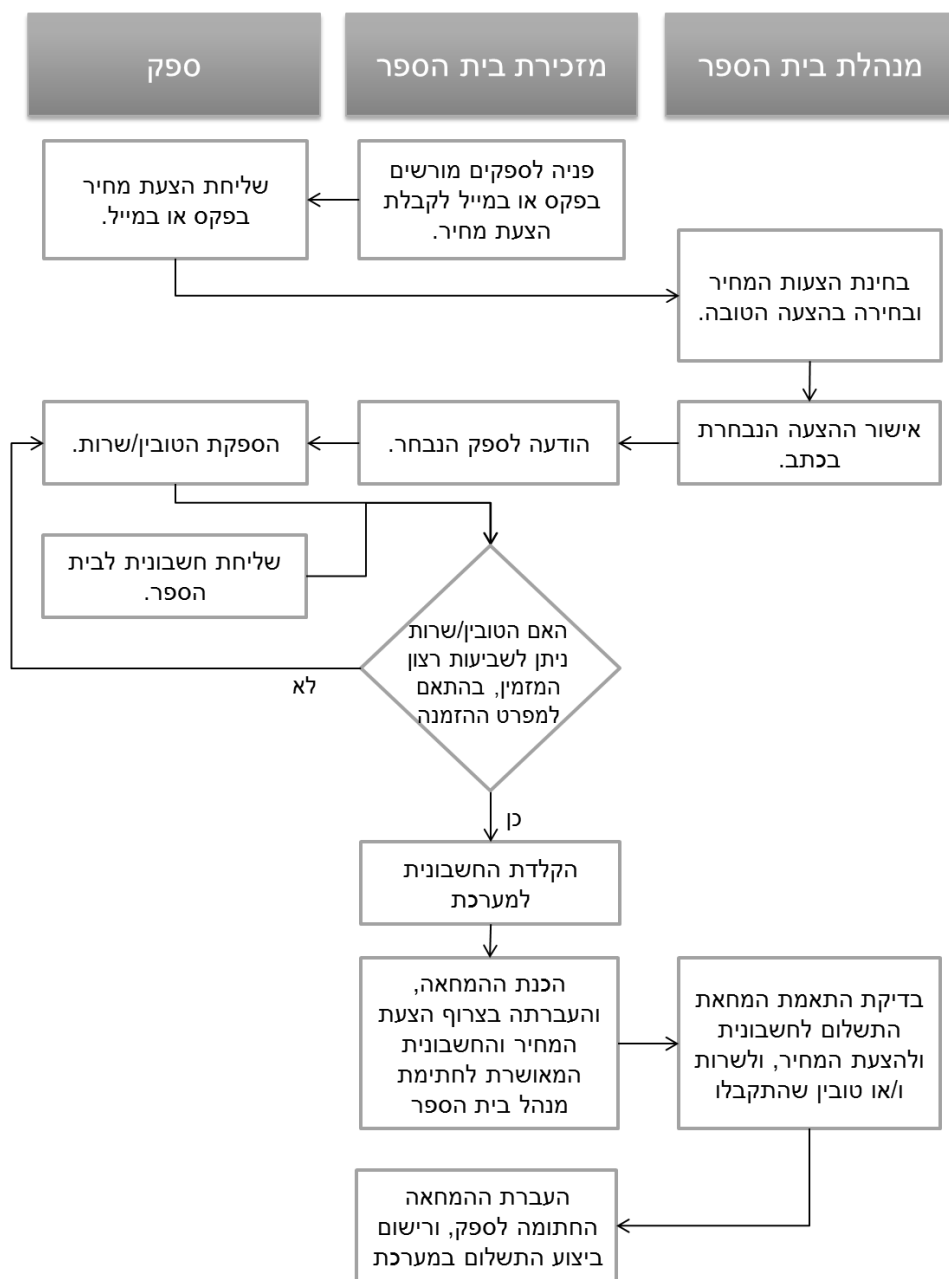 מנהלת בית הספר
מזכירת בית הספר
ספק
פניה לספקים מורשים
בפקס או במייל לקבלת
הצעת מחיר.
שליחת הצעת מחיר
בפקס או במייל.
בחינת הצעות המחיר
ובחירה בהצעה הטובה.
אישור ההצעה הנבחרת
בכתב.
הודעה לספק הנבחר.
הספקת הטובין/שרות.
שליחת חשבונית לבית
הספר.
האם הטובין/שרות
ניתן לשביעות רצון
המזמין, בהתאם
למפרט ההזמנה
לא
כן
הקלדת החשבונית
למערכת
הכנת ההמחאה,
והעברתה בצרוף הצעת
המחיר והחשבונית
המאושרת לחתימת
מנהל בית הספר
בדיקת התאמת המחאת
התשלום לחשבונית
ולהצעת המחיר, ולשרות
ו/או טובין שהתקבלו
העברת ההמחאה
החתומה לספק, ורישום
ביצוע התשלום במערכת